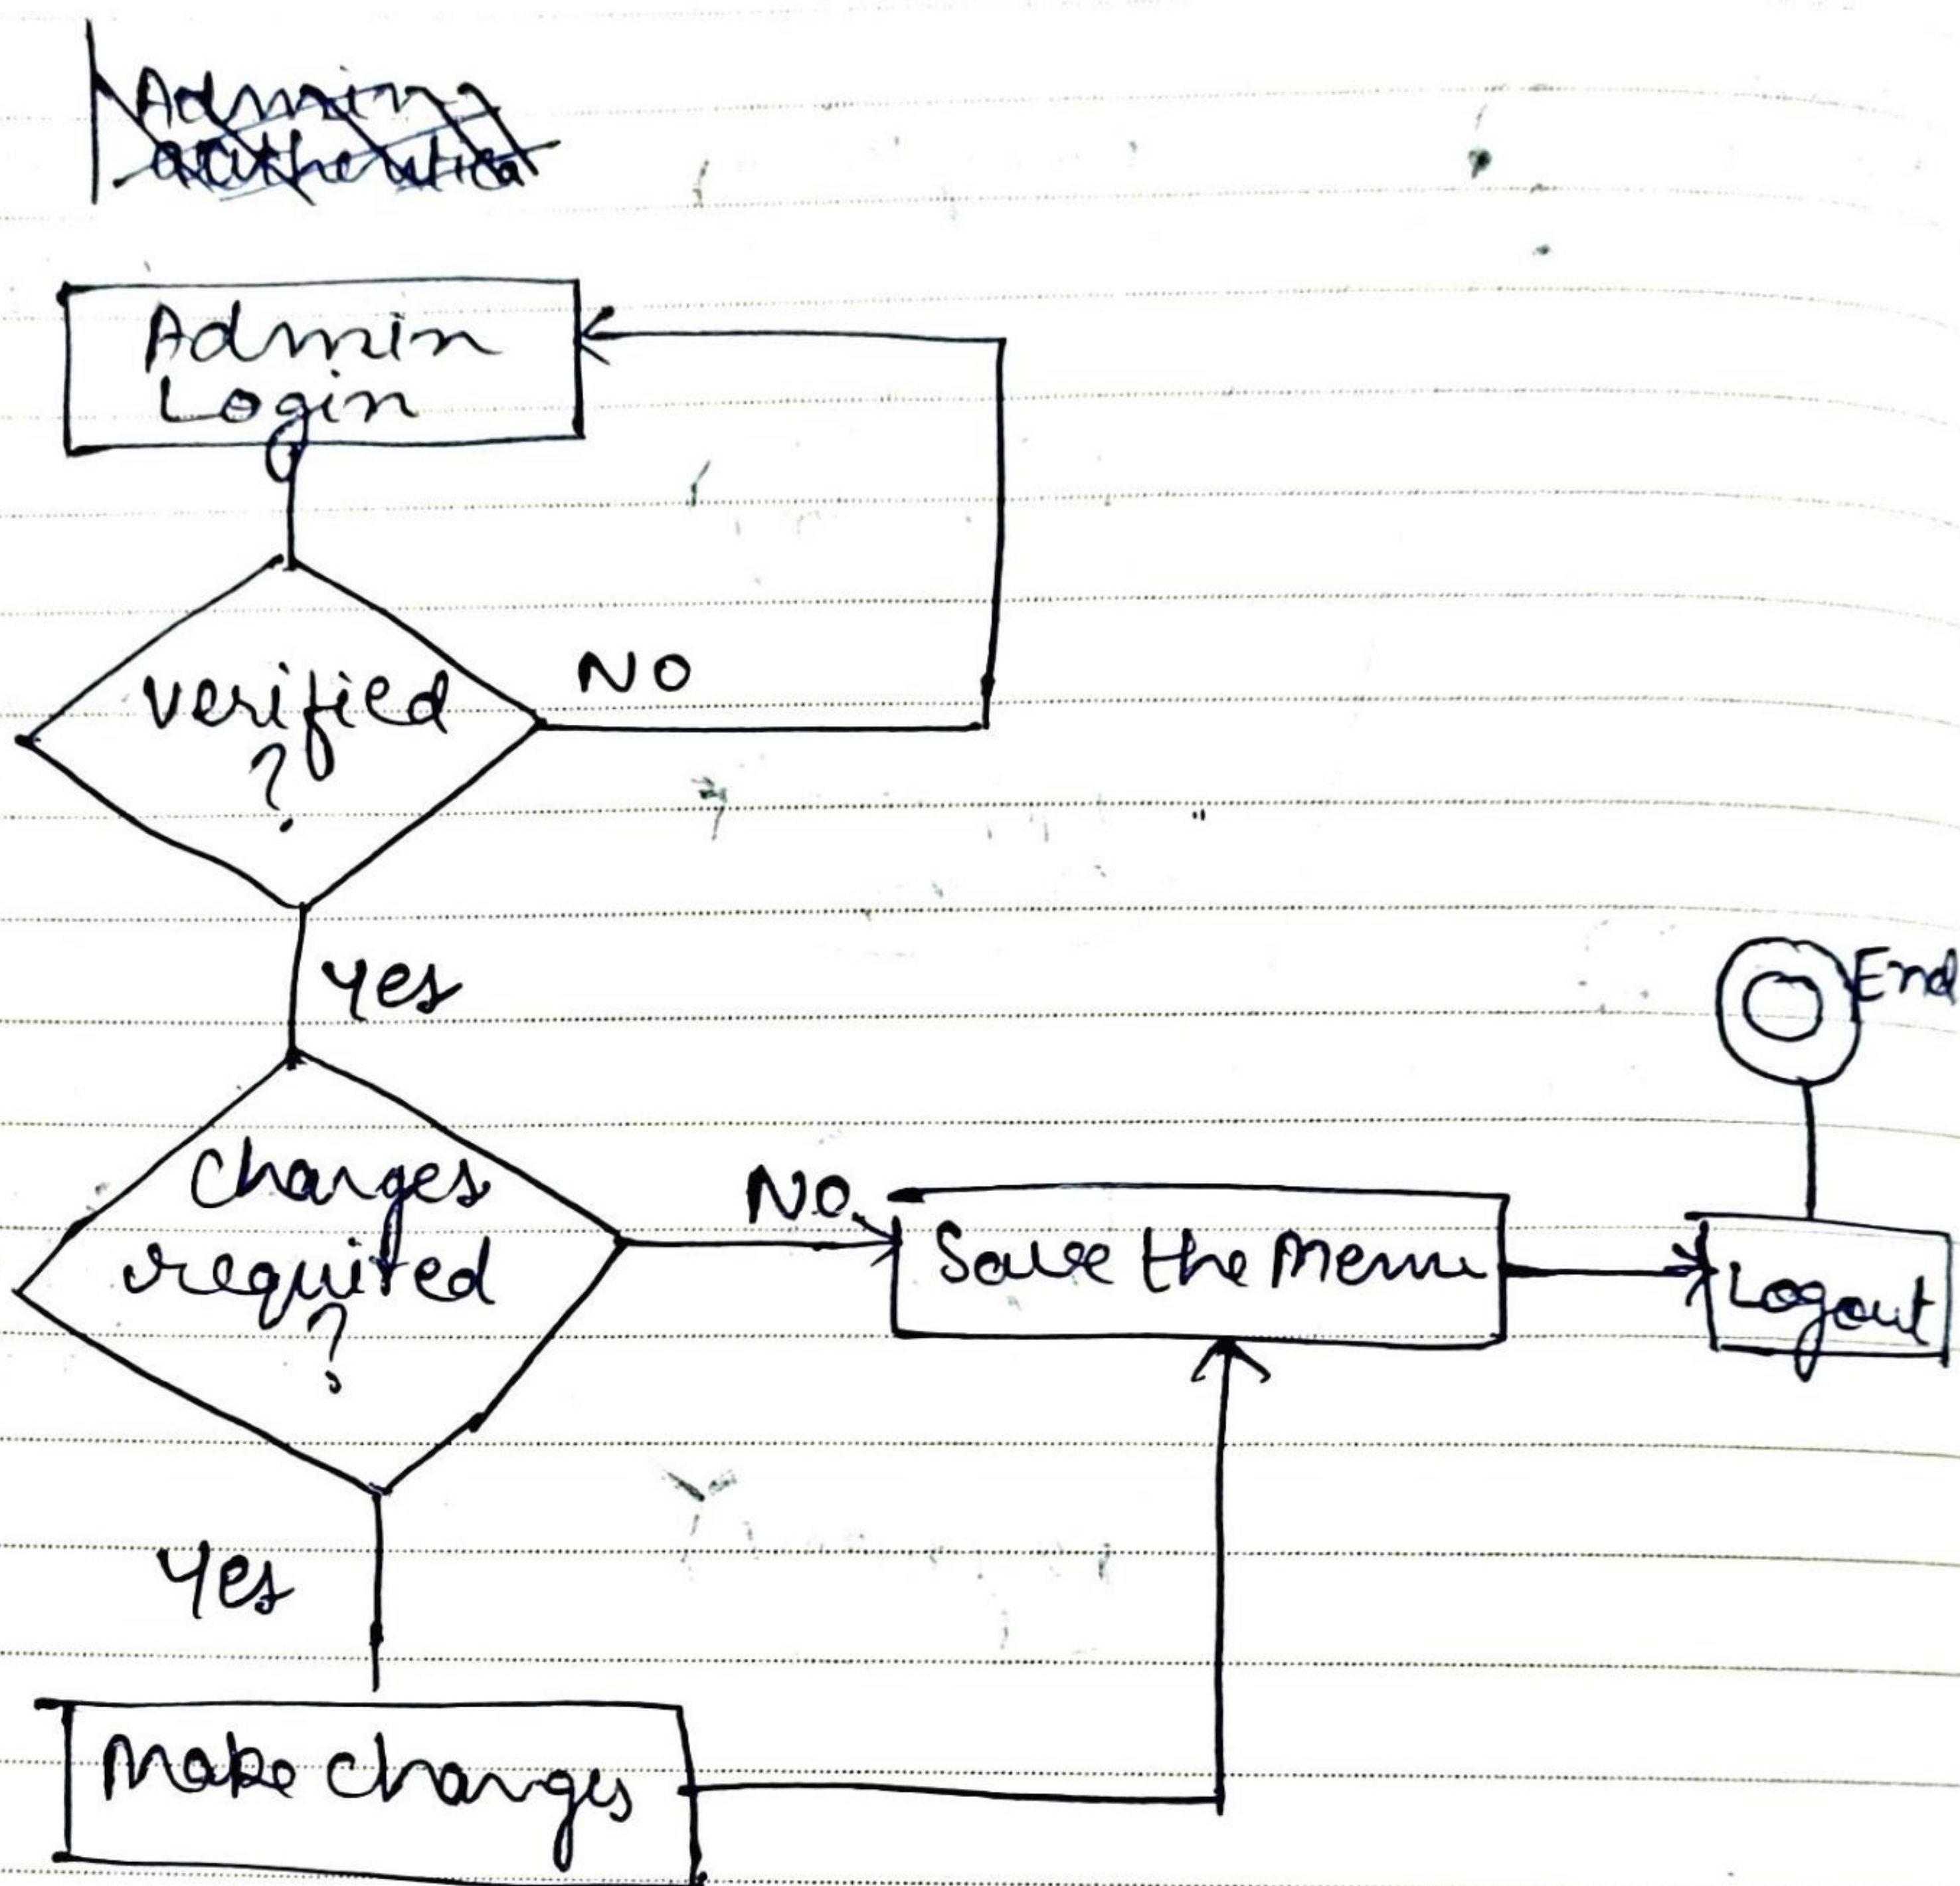 Admin
Login
verified
?
NO
Yes
Changes
required
?
NO
Save the Menu
Logout
End
Yes
Make changes